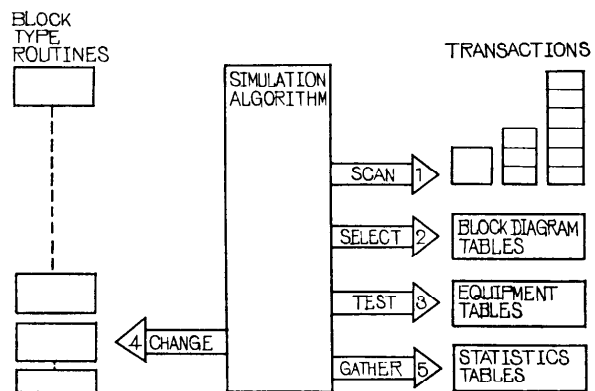 BLOCK
TYPE
ROUTINES
SIMULATION
ALGORITHM
TRANSACTIONS
SCAN 1
SELECT 2
BLOCK DIAGRAM
TABLES
TEST 3
EQUIPMENT
TABLES
4 CHANGE
GATHER 5
STATISTICS
TABLES